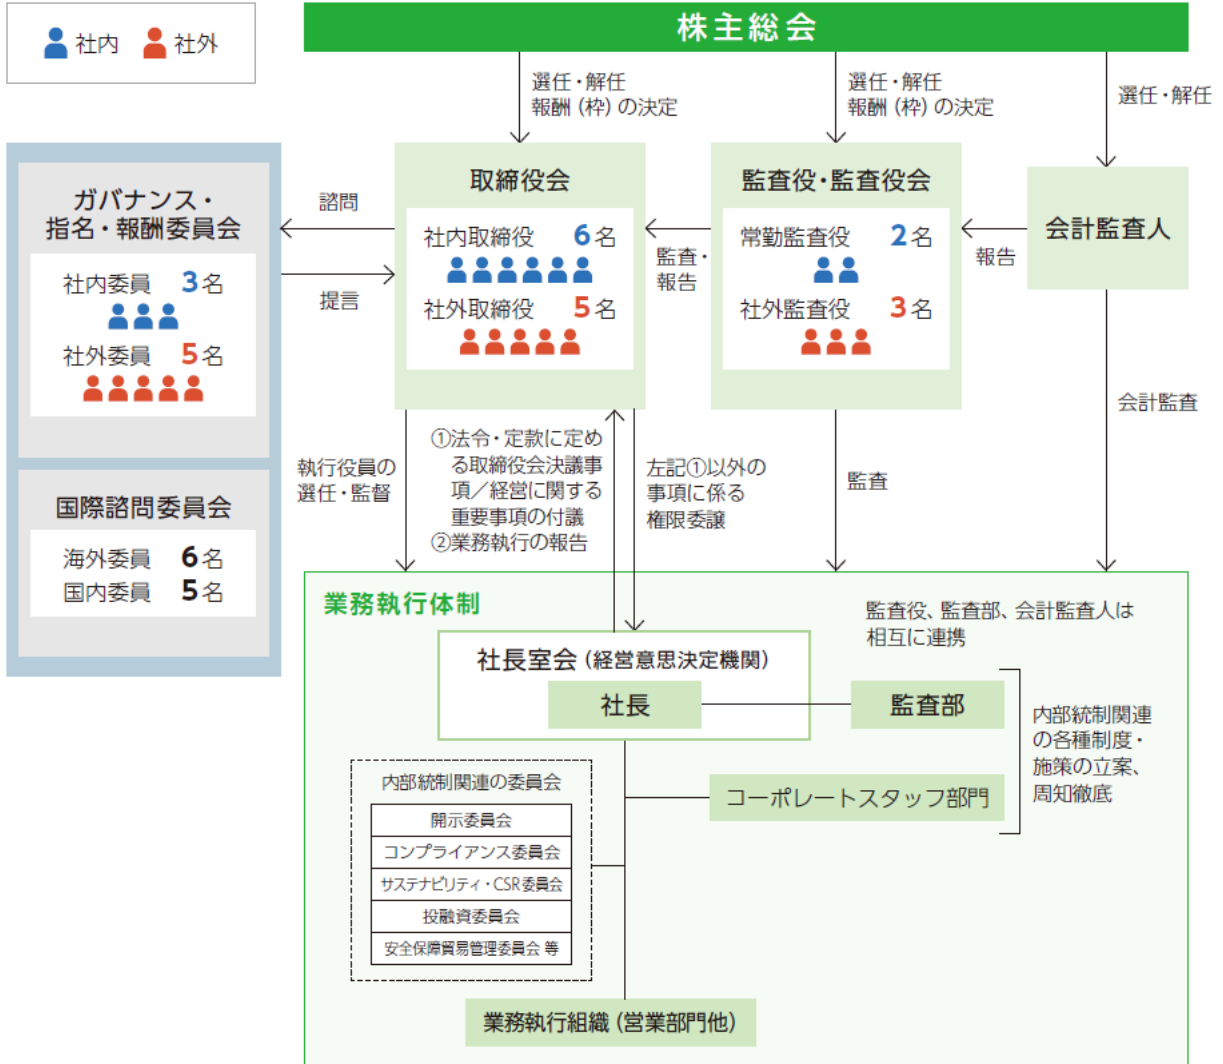 社内
社外
株主総会
選任・解任
報酬(枠)の決定
選任・解任
報酬(枠)の決定
選任・解任
ガバナンス・
指名・報酬委員会
社内委員 3名
社外委員 5名
国際諮問委員会
海外委員 6名
国内委員 5名
諮問
提言
取締役会
社内取締役 6名
社外取締役 5名
監査・
報告
監査役・監査役会
常勤監査役 2名
社外監査役 3名
報告
会計監査人
執行役員の
選任・監督
①法令・定款に定め
る取締役会決議事
項/経営に関する
重要事項の付議
②業務執行の報告
左記①以外の
事項に係る
権限委譲
監査
会計監査
業務執行体制
監査役、監査部、会計監査人は
相互に連携
社長室会(経営意思決定機関)
社長
監査部
コーポレートスタッフ部門
内部統制関連
の各種制度・
施策の立案、
周知徹底
内部統制関連の委員会
開示委員会
コンプライアンス委員会
サステナビリティ・CSR委員会
投融資委員会
安全保障貿易管理委員会 等
業務執行組織(営業部門他)